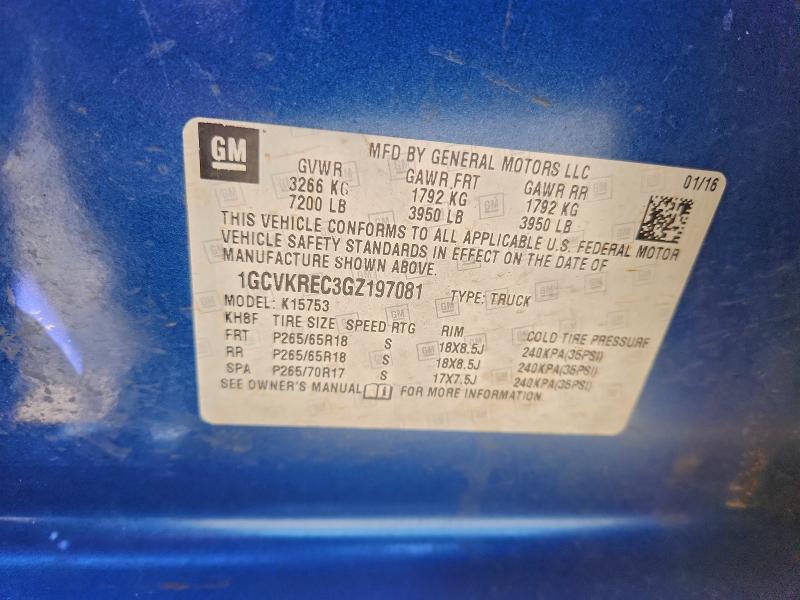 GM
MFD BY GENERAL MOTORS LLC
01/16
GVWR GAWR FRT GAWR RR
3266 KG 1792 KG 1792 KG
7200 LB 3950 LB 3950 LB
THIS VEHICLE CONFORMS TO ALL APPLICABLE U.S. FEDERAL MOTOR
VEHICLE SAFETY STANDARDS IN EFFECT ON THE DATE OF
MANUFACTURE SHOWN ABOVE.
1GCVKREC3GZ197081 TYPE: TRUCK
MODEL: K15753
KH8F TIRE SIZE SPEED RTG RIM COLD TIRE PRESSURE
FRT P265/65R18 S 18X8.5J 240KPA(35PSI)
RR P265/65R18 S 18X8.5J 240KPA(35PSI)
SPA P265/70R17 S 17X7.5J 240KPA(35PSI)
SEE OWNER'S MANUAL FOR MORE INFORMATION